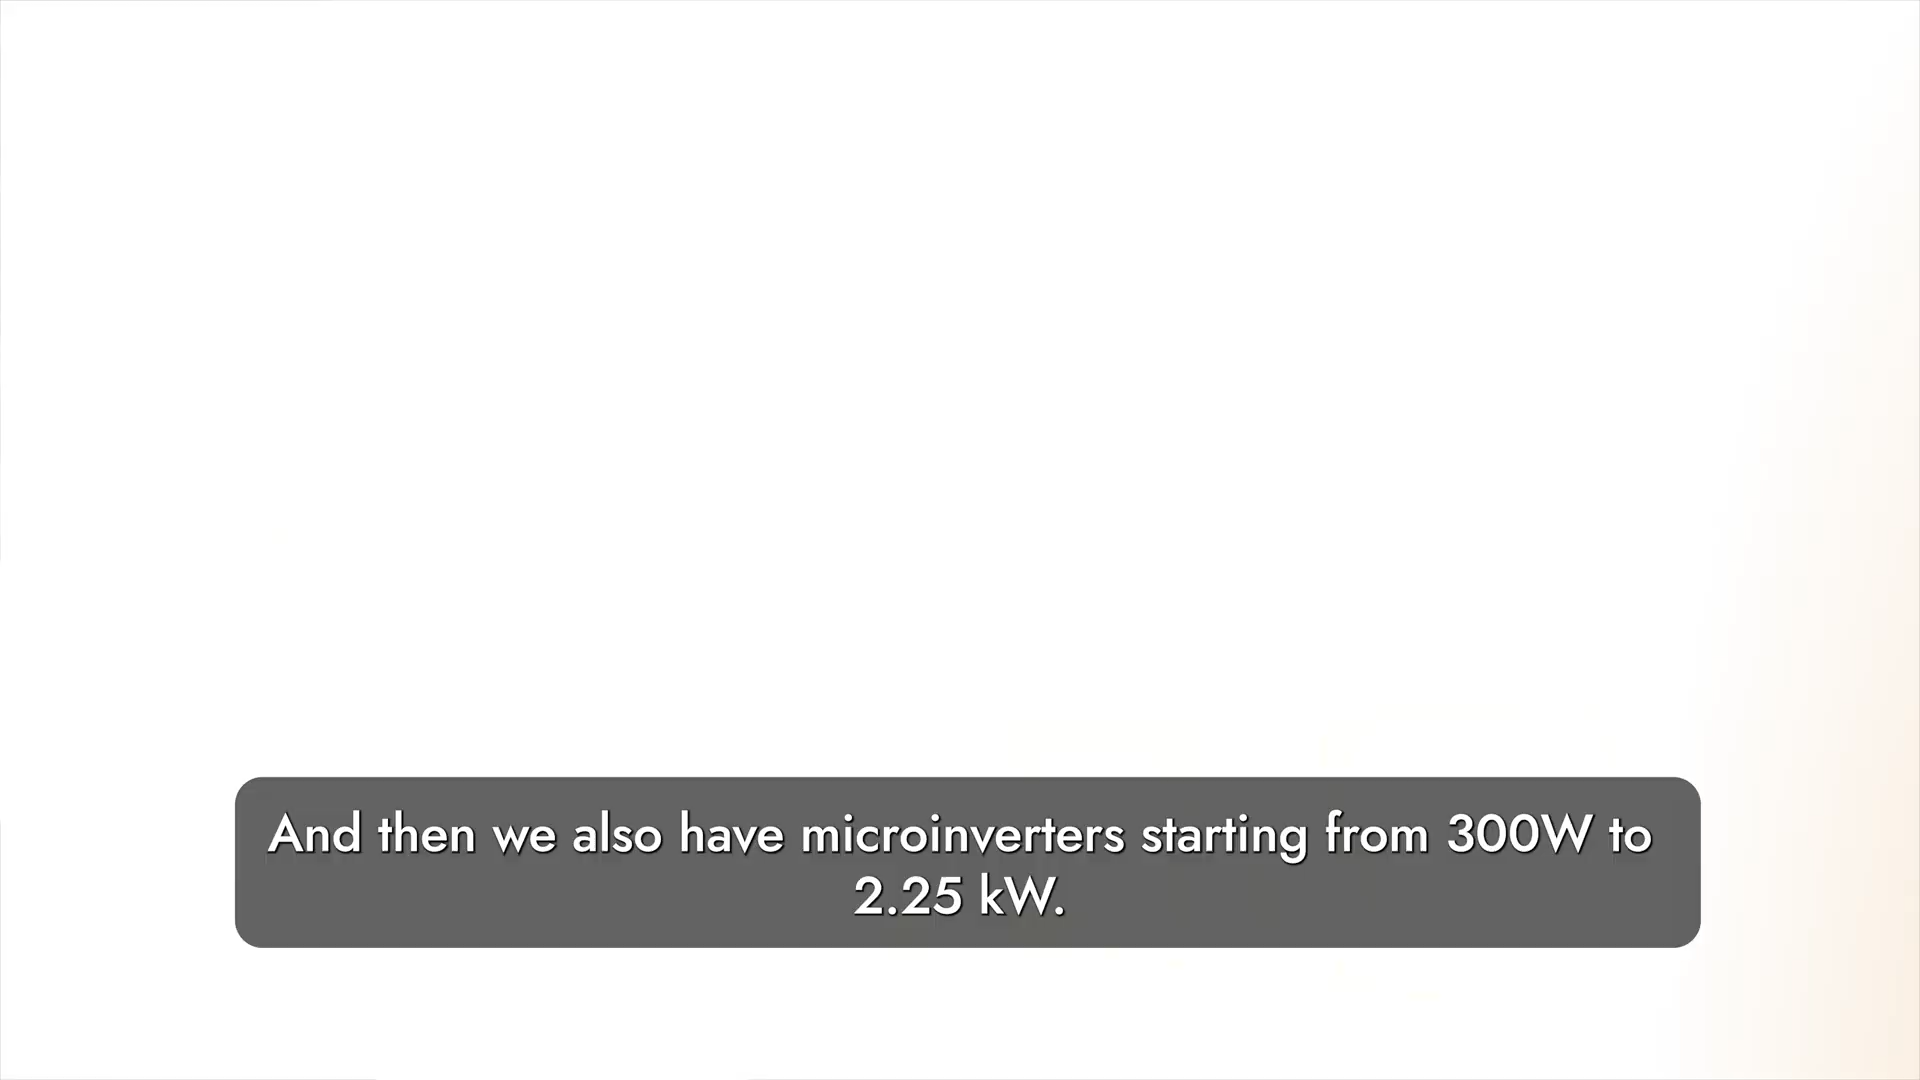 And then we also have microinverters starting from 300W to
2.25 kW.